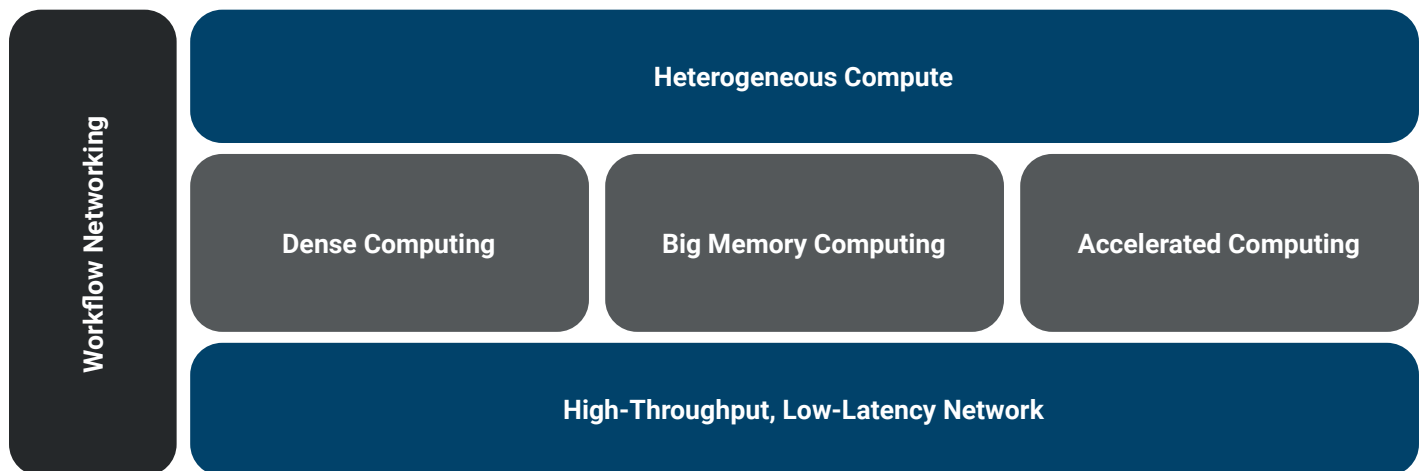 Workflow Networking
Heterogeneous Compute
Dense Computing
Big Memory Computing
Accelerated Computing
High-Throughput, Low-Latency Network